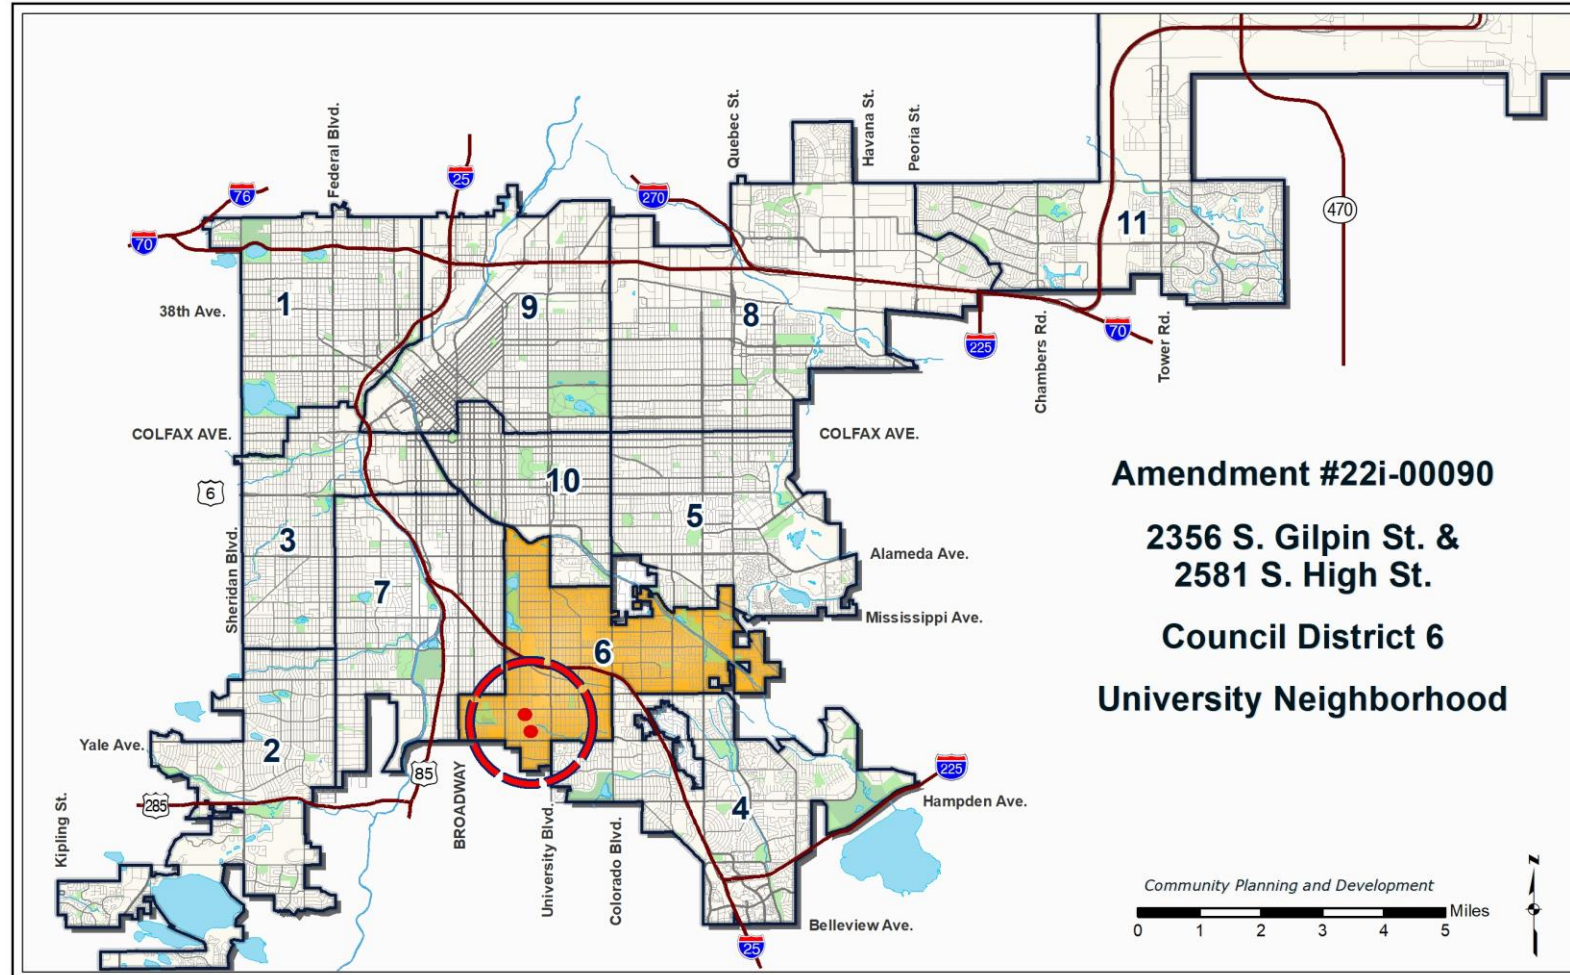 Federal Blvd.
Quebec St.
Havana St.
Peoria St.
76
25
270
70
470
11
38th Ave.
1
9
8
225
70
Chambers Rd.
Tower Rd.
COLFAX AVE.
COLFAX AVE.
6
10
5
3
Sheridan Blvd.
7
Alameda Ave.
Mississippi Ave.
6
Yale Ave.
2
85
285
BROADWAY
University Blvd.
Colorado Blvd.
4
225
Hampden Ave.
Kipling St.
Belleview Ave.
25
Amendment #22i-00090
2356 S. Gilpin St. &
2581 S. High St.
Council District 6
University Neighborhood
Community Planning and Development
Miles
0 1 2 3 4 5
N